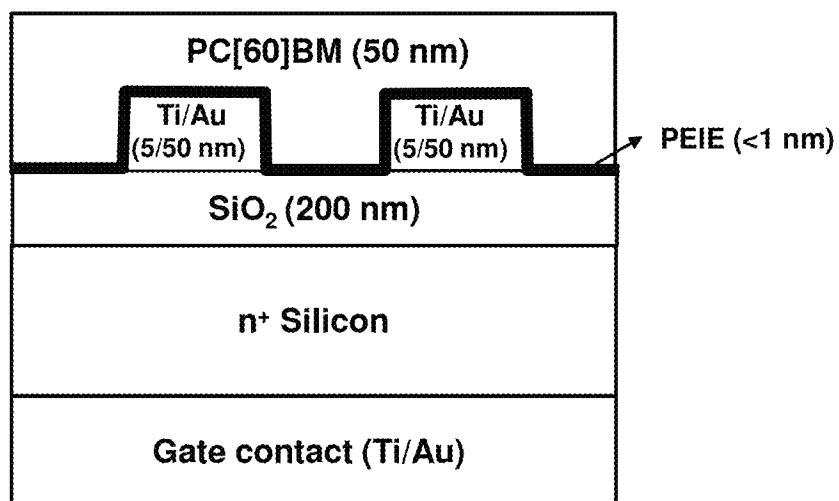 PC[60]BM (50 nm)
Ti/Au
(5/50 nm)
Ti/Au
(5/50 nm)
PEIE (<1 nm)
SiO₂ (200 nm)
n⁺ Silicon
Gate contact (Ti/Au)